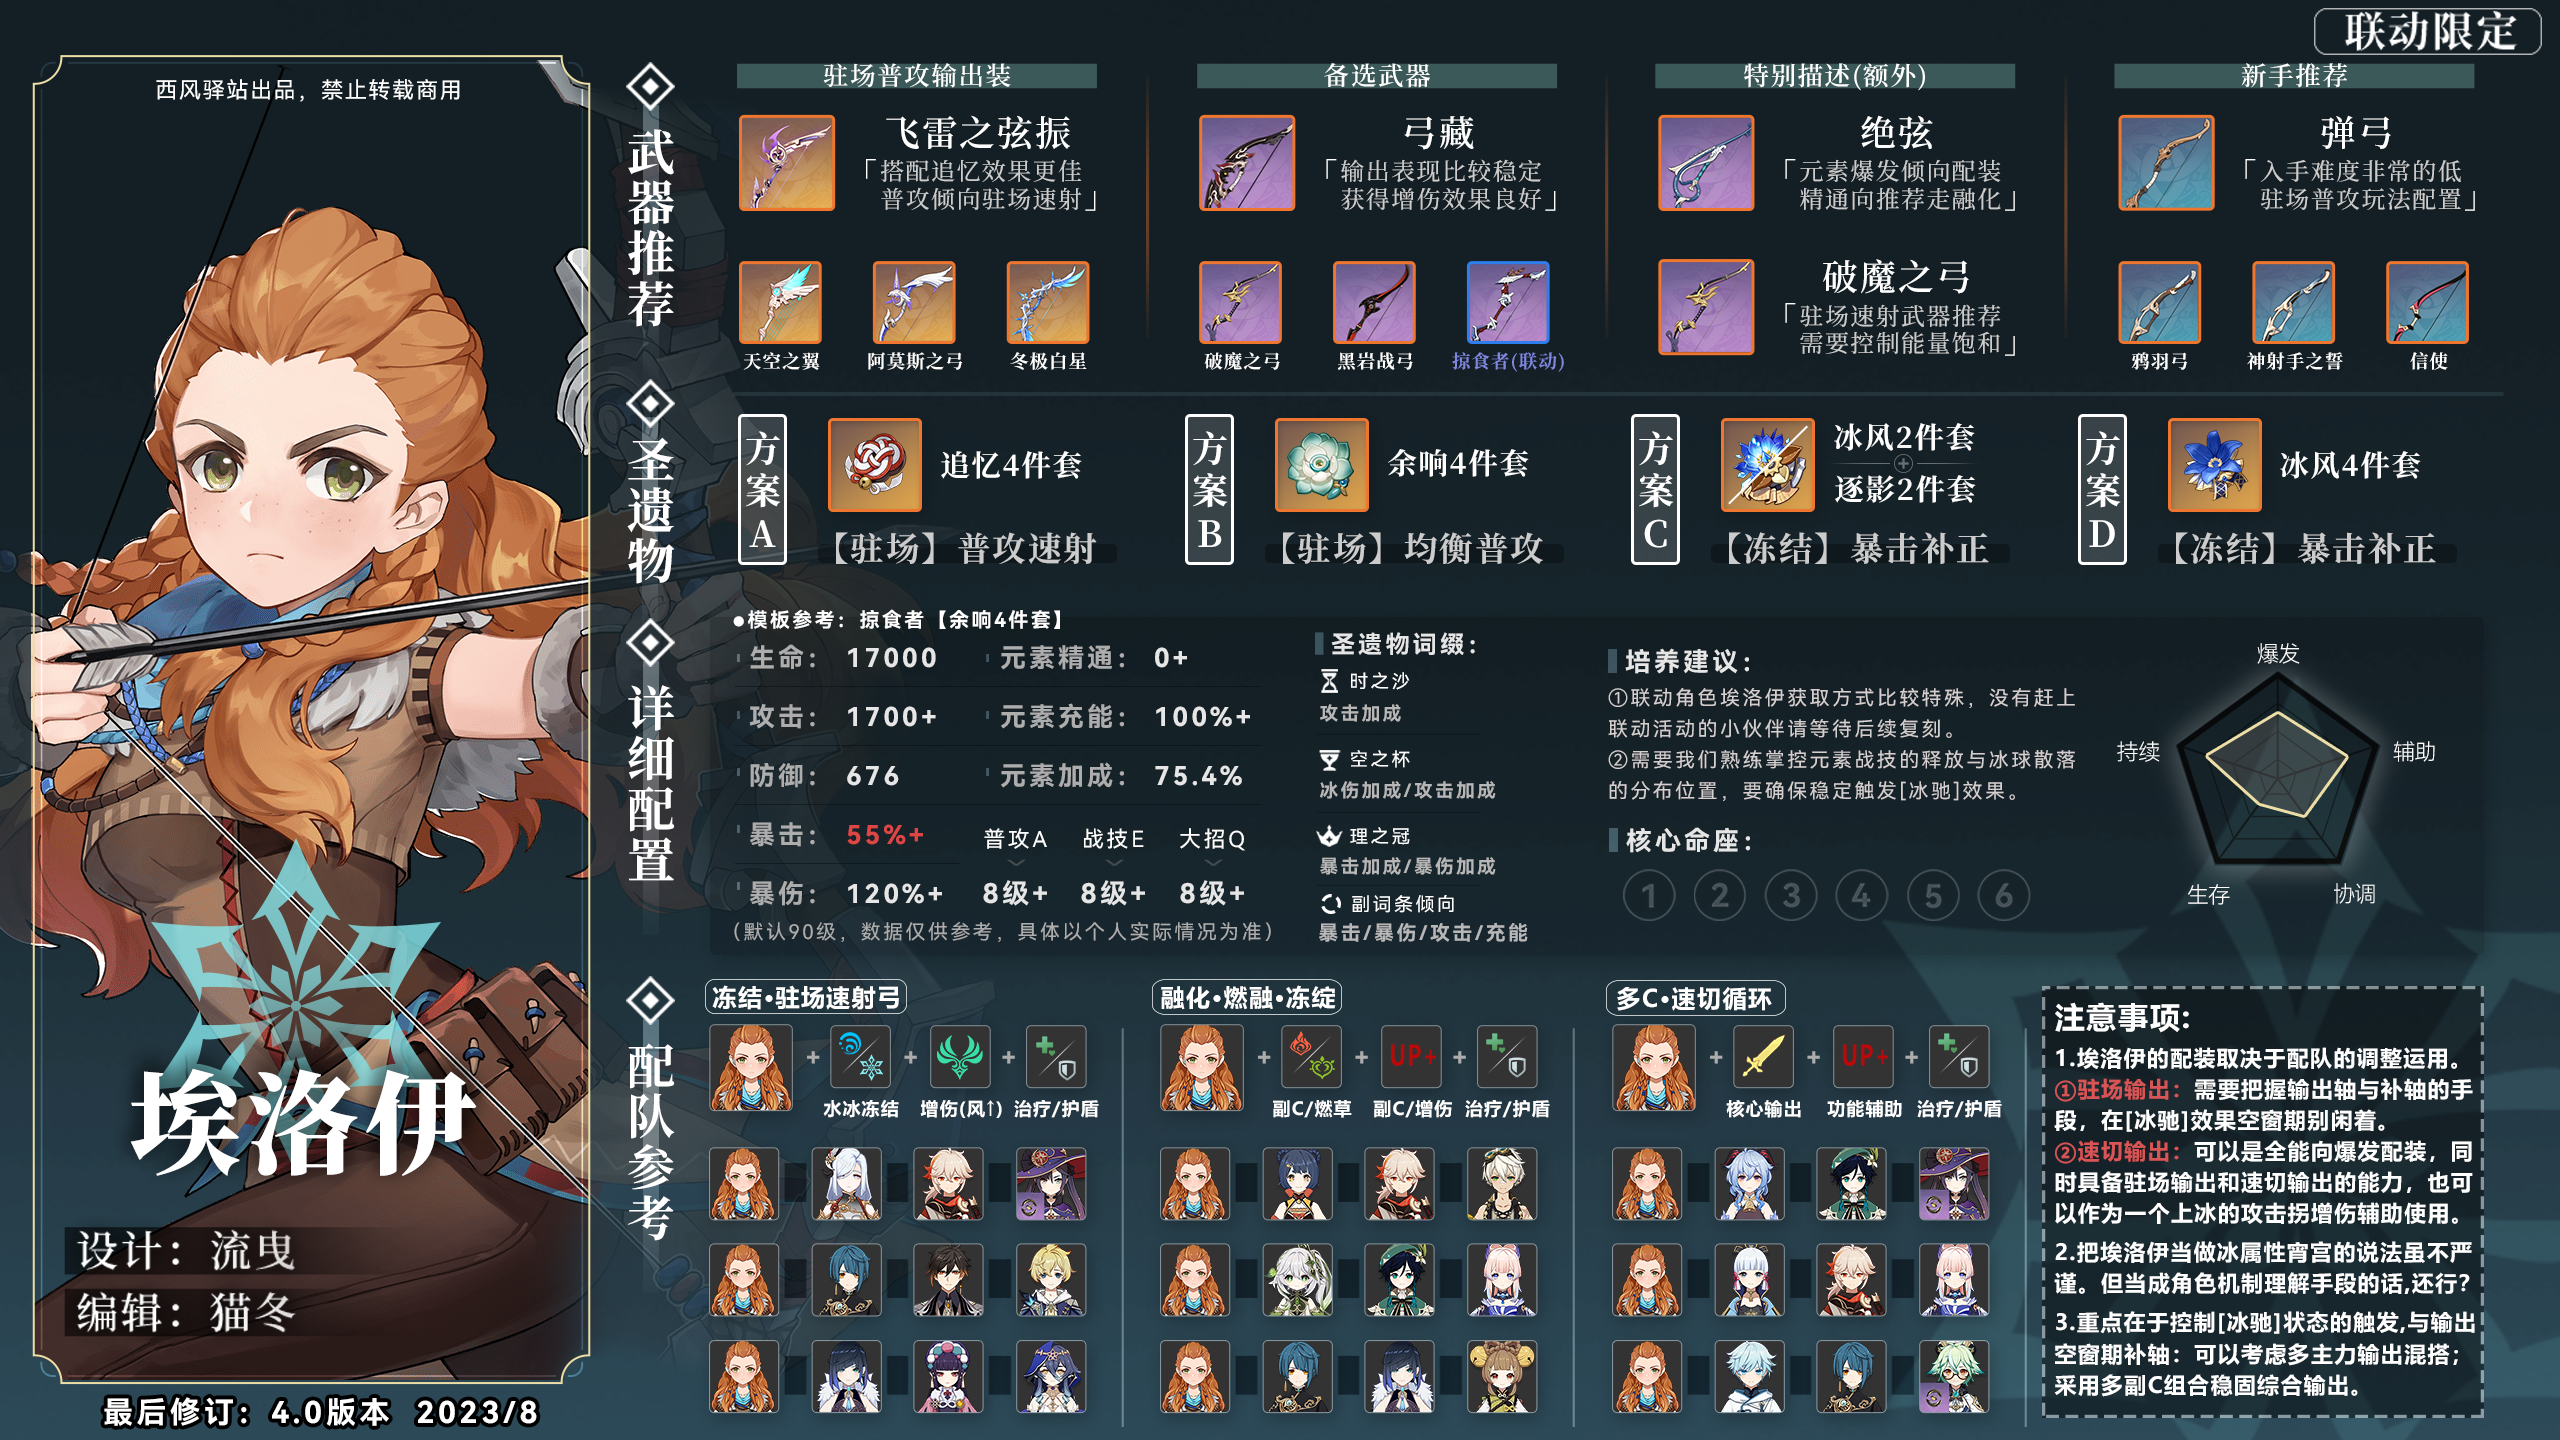 联动限定
西风驿站出品，禁止转载商用
埃洛伊
设计：流曳
编辑：猫冬
最后修订：4.0版本 2023/8
武器推荐
驻场普攻输出装
飞雷之弦振
「搭配追忆效果更佳
普攻倾向驻场速射」
天空之翼
阿莫斯之弓
冬极白星
备选武器
弓藏
「输出表现比较稳定
获得增伤效果良好」
破魔之弓
黑岩战弓
掠食者(联动)
特别描述(额外)
绝弦
「元素爆发倾向配装
精通向推荐走融化」
破魔之弓
「驻场速射武器推荐
需要控制能量饱和」
新手推荐
弹弓
「入手难度非常的低
驻场普攻玩法配置」
鸦羽弓
神射手之誓
信使
圣遗物
方案A
追忆4件套
【驻场】普攻速射
方案B
余响4件套
【驻场】均衡普攻
方案C
冰风2件套
逐影2件套
【冻结】暴击补正
方案D
冰风4件套
【冻结】暴击补正
详细配置
●模板参考：掠食者【余响4件套】
生命：17000 元素精通：0+
攻击：1700+ 元素充能：100%+
防御：676 元素加成：75.4%
暴击：55%+ 普攻A 战技E 大招Q
暴伤：120%+ 8级+ 8级+ 8级+
(默认90级，数据仅供参考，具体以个人实际情况为准)
圣遗物词缀：
时之沙
攻击加成
空之杯
冰伤加成/攻击加成
理之冠
暴击加成/暴伤加成
副词条倾向
暴击/暴伤/攻击/充能
培养建议：
①联动角色埃洛伊获取方式比较特殊，没有赶上
联动活动的小伙伴请等待后续复刻。
②需要我们熟练掌控元素战技的释放与冰球散落
的分布位置，要确保稳定触发[冰驰]效果。
核心命座：
1 2 3 4 5 6
爆发
辅助
协调
生存
持续
配队参考
冻结·驻场速射弓
+ + +
水冰冻结 增伤(风↑) 治疗/护盾
融化·燃融·冻绽
+ + UP+ +
副C/燃草 副C/增伤 治疗/护盾
多C·速切循环
+ + UP+ +
核心输出 功能辅助 治疗/护盾
注意事项:
1.埃洛伊的配装取决于配队的调整运用。
①驻场输出：需要把握输出轴与补轴的手
段，在[冰驰]效果空窗期别闲着。
②速切输出：可以是全能向爆发配装，同
时具备驻场输出和速切输出的能力，也可
以作为一个上冰的攻击拐增伤辅助使用。
2.把埃洛伊当做冰属性宵宫的说法虽不严
谨。但当成角色机制理解手段的话,还行?
3.重点在于控制[冰驰]状态的触发,与输出
空窗期补轴：可以考虑多主力输出混搭；
采用多副C组合稳固综合输出。